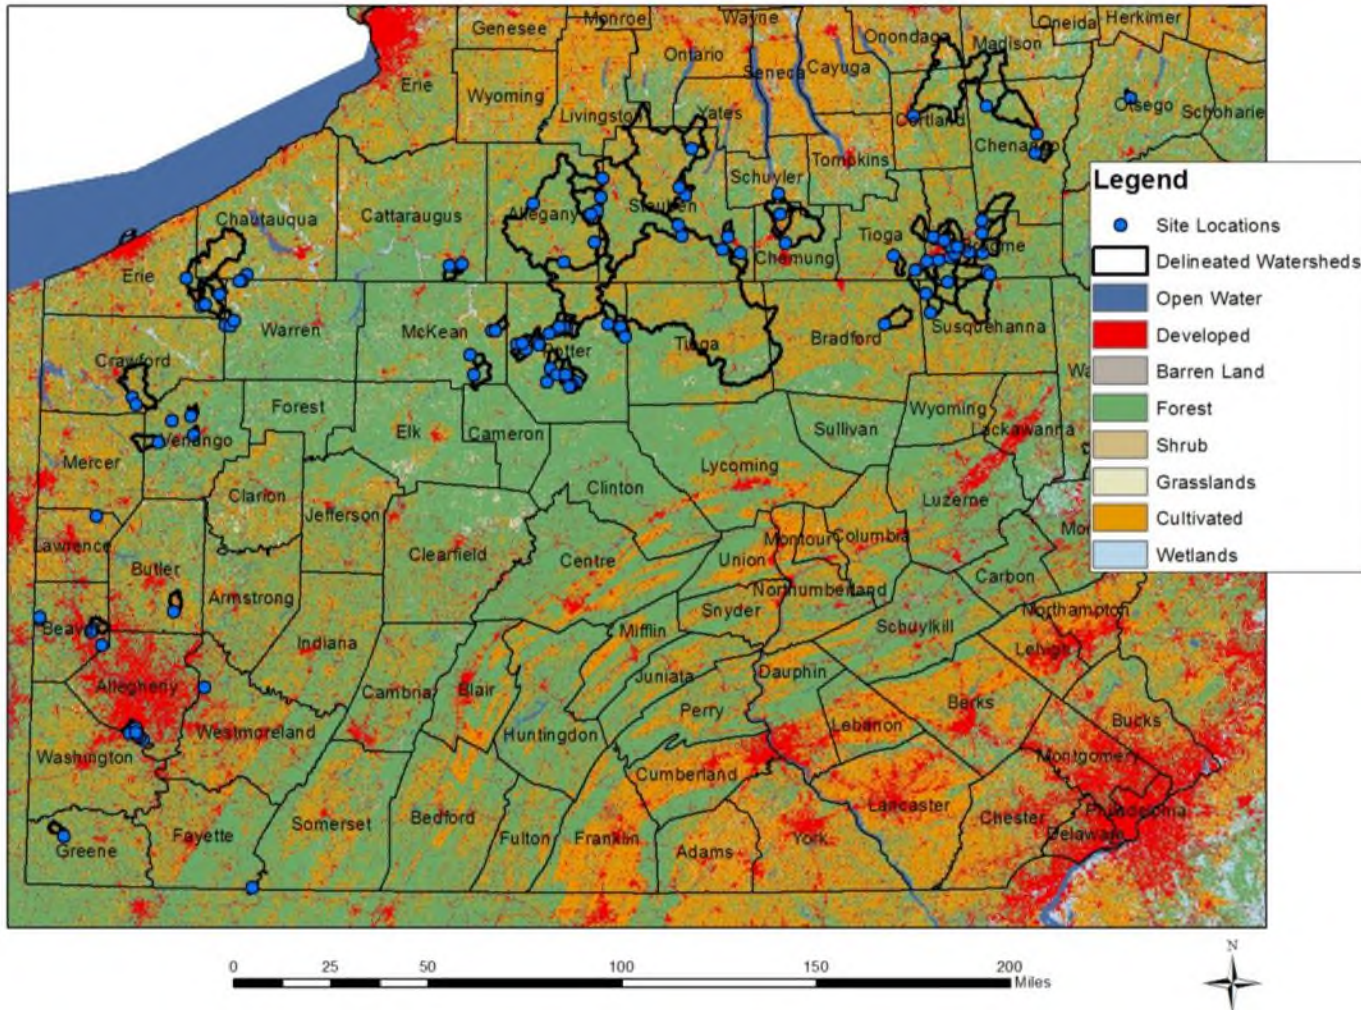 Monroe
Wayne
Oneida
Herkimer
Genesee
Onondaga
Madison
Ontario
Seneca
Cayuga
Erie
Wyoming
Livingston
Yates
Cortland
Otsego
Schoharie
Chenango
Tompkins
Schuyler
Chautauqua
Cattaraugus
Allegany
Steuben
Tioga
Broome
Chemung
Erie
Warren
McKean
Potter
Tioga
Bradford
Susquehanna
Crawford
Wa
Forest
Elk
Cameron
Sullivan
Wyoming
Lackawanna
Venango
Mercer
Clarion
Lycoming
Clinton
Luzerne
Jefferson
Lawrence
Butler
Clearfield
Centre
Union
Montour
Columbia
Mo
Carbon
Armstrong
Northumberland
Snyder
Northampton
Beaver
Indiana
Mifflin
Schuylkill
Lehigh
Allegheny
Cambria
Blair
Juniata
Dauphin
Berks
Bucks
Perry
Lebanon
Westmoreland
Huntingdon
Washington
Montgomery
Cumberland
Lancaster
Chester
Philadelphia
Delaware
Greene
Fayette
Somerset
Bedford
Fulton
Franklin
Adams
York
Legend
Site Locations
Delineated Watersheds
Open Water
Developed
Barren Land
Forest
Shrub
Grasslands
Cultivated
Wetlands
0 25 50 100 150 200
Miles
N